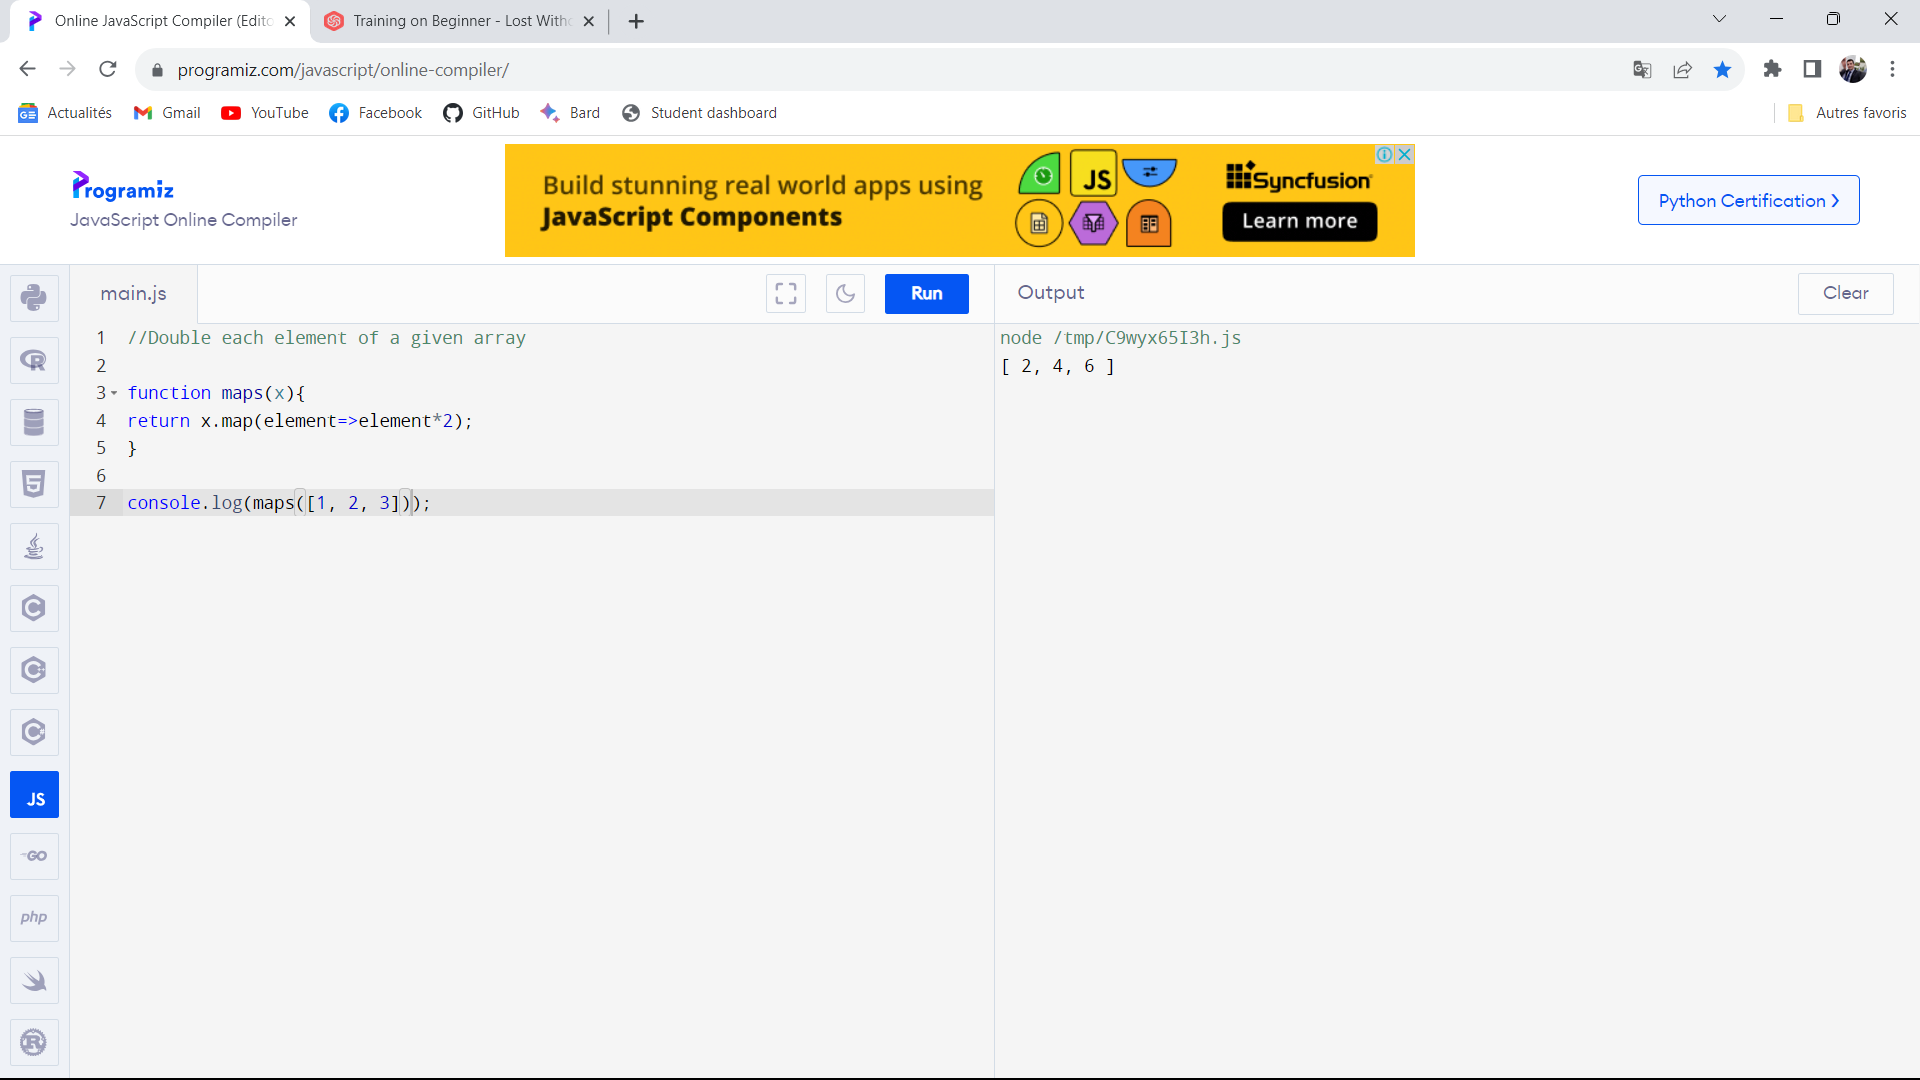 Online JavaScript Compiler (Edito
Training on Beginner - Lost With
programiz.com/javascript/online-compiler/
Actualités
Gmail
YouTube
Facebook
GitHub
Bard
Student dashboard
Autres favoris
Programiz
JavaScript Online Compiler
Build stunning real world apps using
JavaScript Components
JS
Syncfusion
Learn more
Python Certification
main.js
Run
Output
Clear
1 //Double each element of a given array
2
3 function maps(x){
4 return x.map(element=>element*2);
5 }
6
7 console.log(maps([1, 2, 3]));
node /tmp/C9wyx65I3h.js
[ 2, 4, 6 ]
JS
GO
php